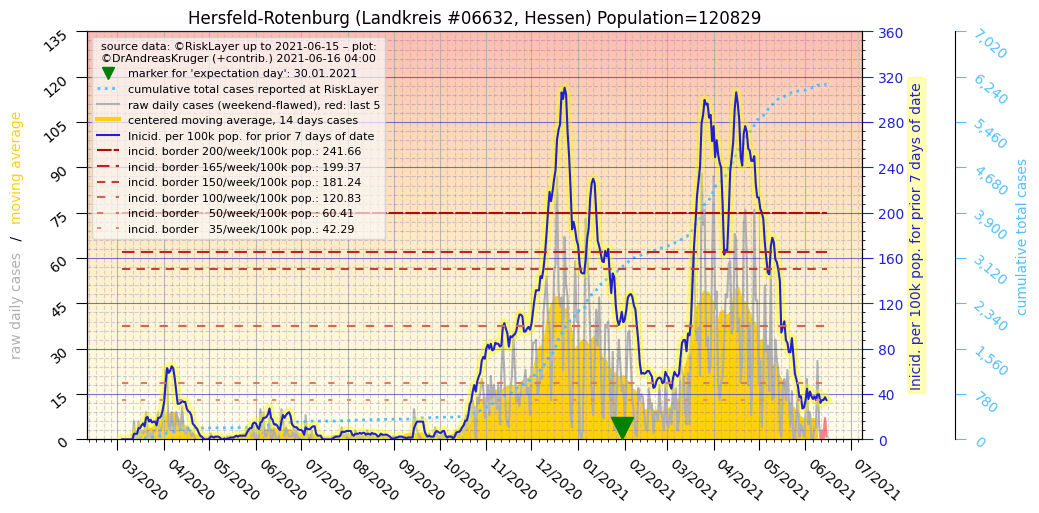 Hersfeld-Rotenburg (Landkreis #06632, Hessen) Population=120829
source data: ©RiskLayer up to 2021-06-15 – plot:
©DrAndreasKruger (+contrib.) 2021-06-16 04:00
marker for 'expectation day': 30.01.2021
cumulative total cases reported at RiskLayer
raw daily cases (weekend-flawed), red: last 5
centered moving average, 14 days cases
Inicid. per 100k pop. for prior 7 days of date
incid. border 200/week/100k pop.: 241.66
incid. border 165/week/100k pop.: 199.37
incid. border 150/week/100k pop.: 181.24
incid. border 100/week/100k pop.: 120.83
incid. border   50/week/100k pop.: 60.41
incid. border   35/week/100k pop.: 42.29
raw daily cases / moving average
135
120
105
90
75
60
45
30
15
0
03/2020
04/2020
05/2020
06/2020
07/2020
08/2020
09/2020
10/2020
11/2020
12/2020
01/2021
02/2021
03/2021
04/2021
05/2021
06/2021
07/2021
360
320
280
240
200
160
120
80
40
0
Inicid. per 100k pop. for prior 7 days of date
7,020
6,240
5,460
4,680
3,900
3,120
2,340
1,560
780
0
cumulative total cases